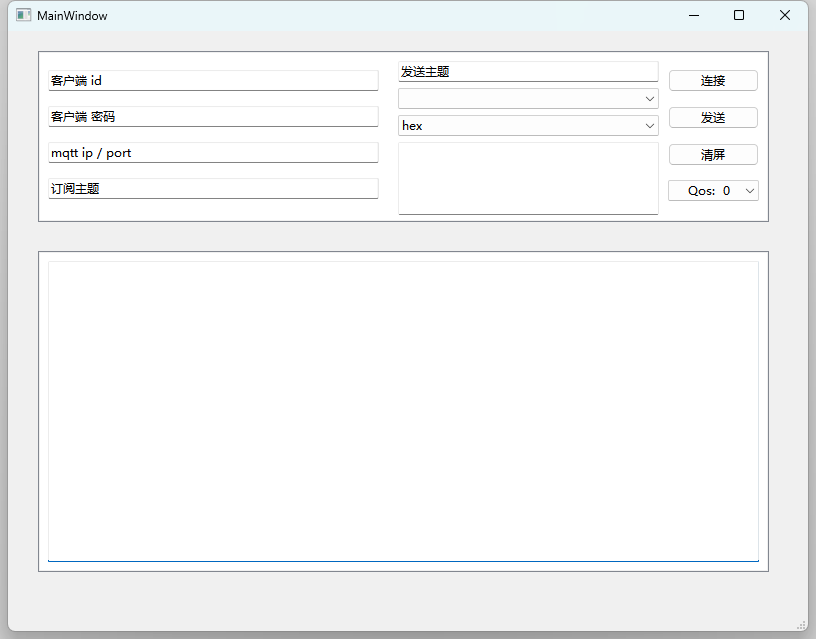 MainWindow
客户端 id
客户端 密码
mqtt ip / port
订阅主题
发送主题
hex
连接
发送
清屏
Qos: 0